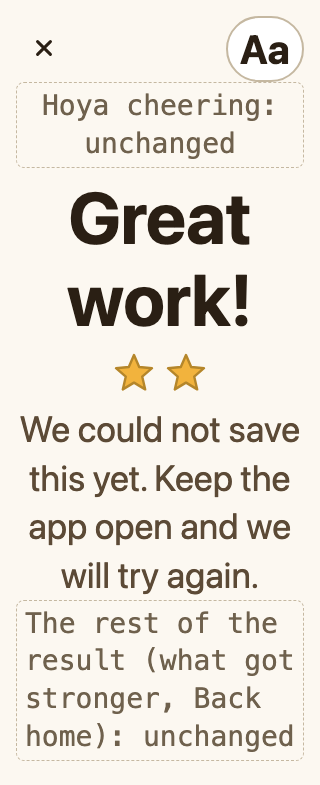 × Aa
Hoya cheering:
unchanged
Great
work!
We could not save
this yet. Keep the
app open and we
will try again.
The rest of the
result (what got
stronger, Back
home): unchanged